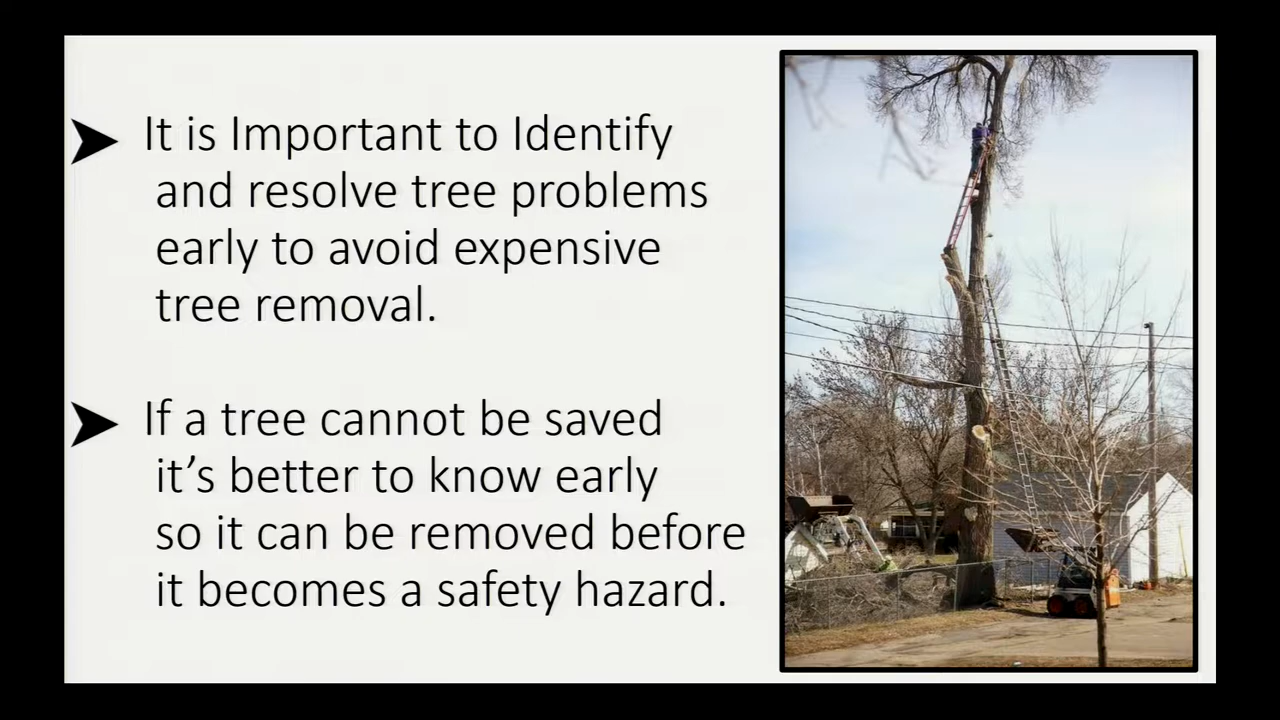 It is Important to Identify
and resolve tree problems
early to avoid expensive
tree removal.
If a tree cannot be saved
it’s better to know early
so it can be removed before
it becomes a safety hazard.